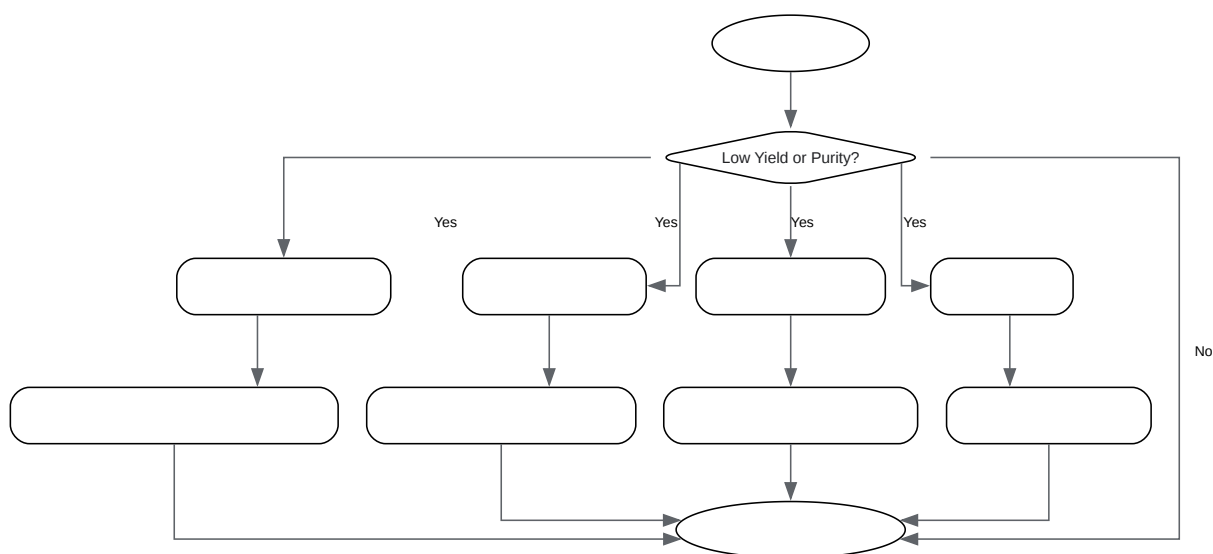 Low Yield or Purity?
Yes
Yes
Yes
Yes
No